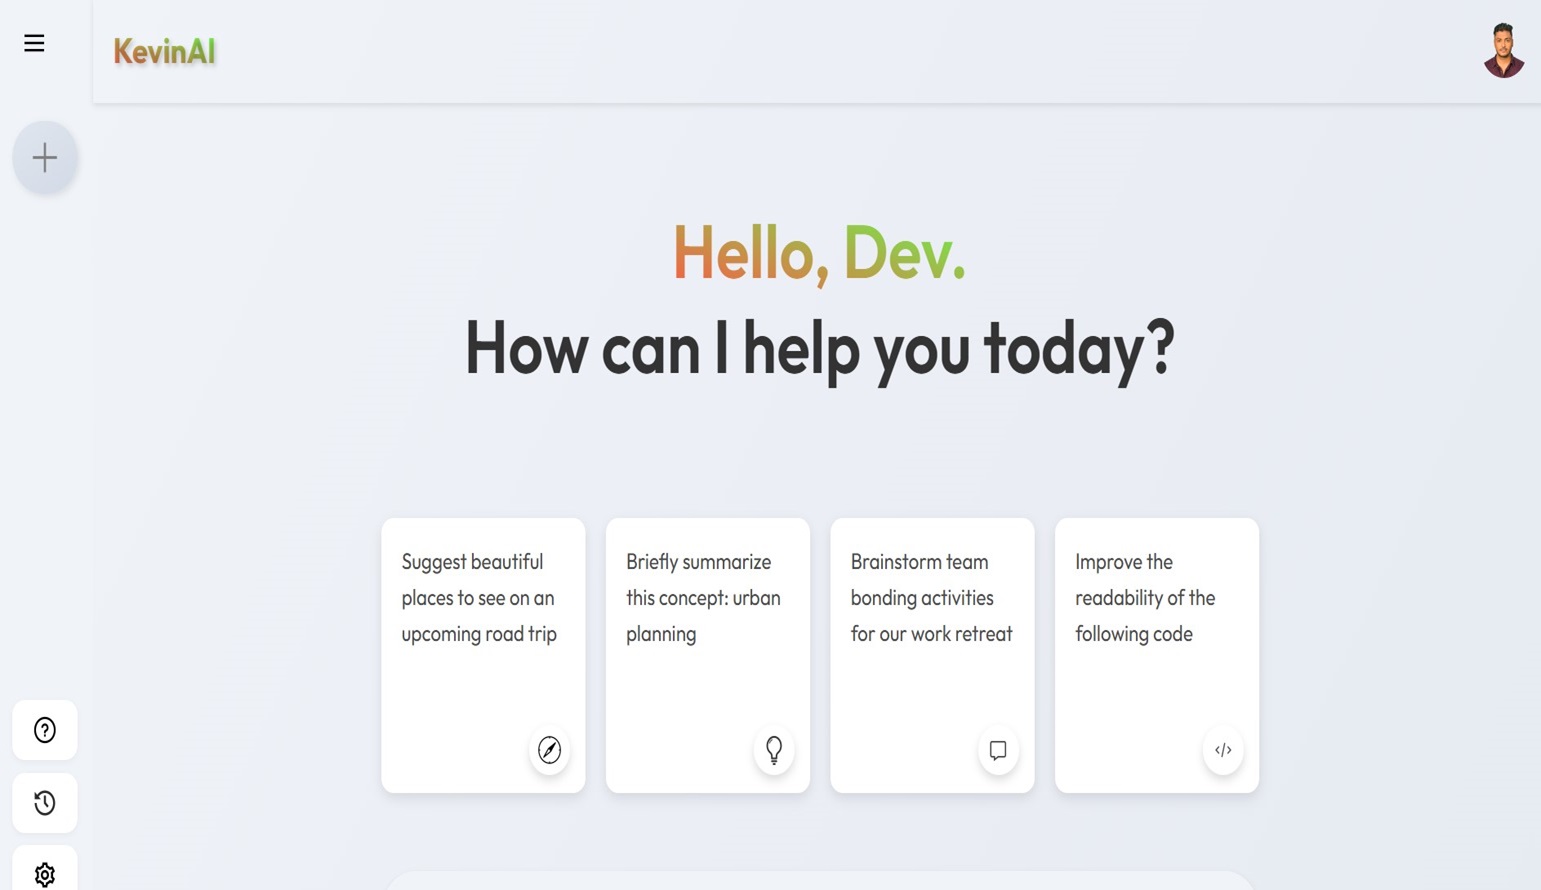 KevinAI
Hello, Dev.
How can I help you today?
Suggest beautiful
places to see on an
upcoming road trip
Briefly summarize
this concept: urban
planning
Brainstorm team
bonding activities
for our work retreat
Improve the
readability of the
following code